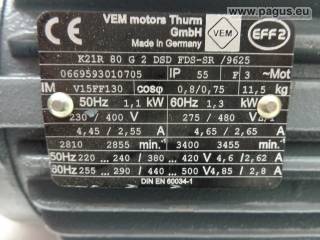 www.pagus.eu
VEM motors Thurm
GmbH
Made in Germany
CE
VEM
EFF2
K21R 80 G 2 DSD FDS-SR /9625
0669593010705 IP 55 F 3 ~Mot
IM V15FF130 cosφ 0,8/0,75 11,5 kg
50Hz 1,1 kW 60Hz 1,3 kW
230 / 400 V 275 / 480 V
4,45 / 2,55 A 4,65 / 2,65 A
2810 2855 min⁻¹ 3400 3455 min⁻¹
50Hz 220 ... 240 / 380 ... 420 V 4,6 / 2,62 A
60Hz 255 ... 290 / 440 ... 500 V 4,85 / 2,8 A
DIN EN 60034-1